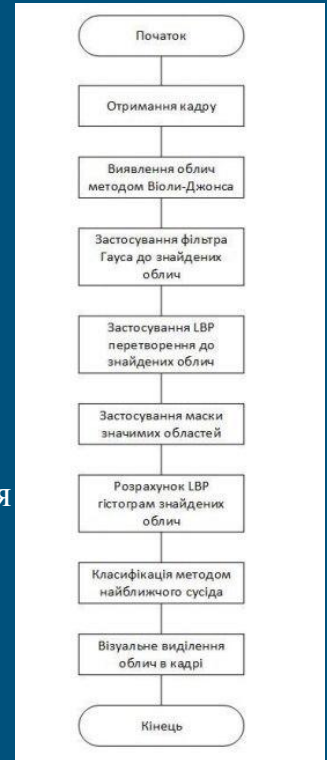 Початок
Отримання кадру
Виявлення облич
методом Віоли-Джонса
Застосування фільтра
Гауса до знайдених
облич
Застосування LBP
перетворення до
знайдених облич
Застосування маски
значимих областей
я
Розрахунок LBP
гістограм знайдених
облич
Класифікація методом
найближчого сусіда
Візуальне виділення
облич в кадрі
Кінець